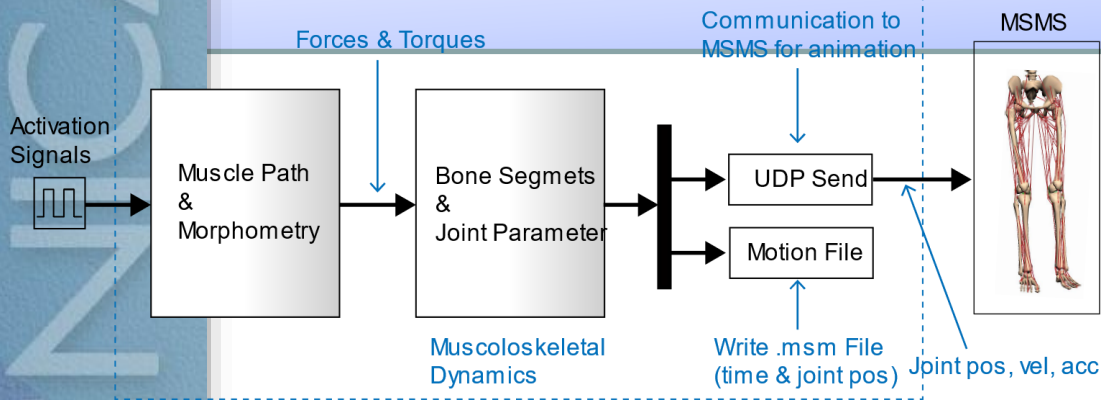 Communication to
MSMS for animation
MSMS
Forces & Torques
Activation
Signals
Muscle Path
&
Morphometry
Bone Segmets
&
Joint Parameter
UDP Send
Motion File
Muscoloskeletal
Dynamics
Write .msm File
(time & joint pos)
Joint pos, vel, acc
NICA